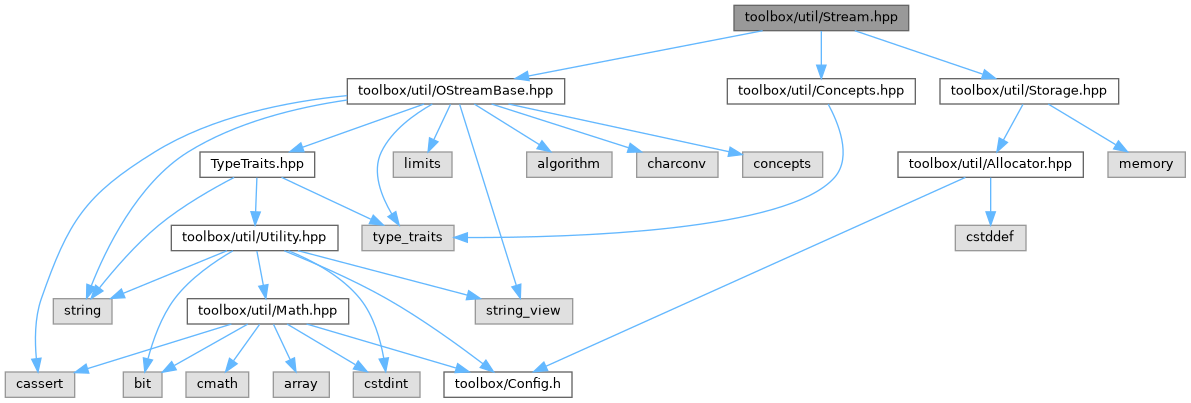 toolbox/util/Stream.hpp
toolbox/util/OStreamBase.hpp
toolbox/util/Concepts.hpp
toolbox/util/Storage.hpp
TypeTraits.hpp
limits
algorithm
charconv
concepts
toolbox/util/Allocator.hpp
memory
toolbox/util/Utility.hpp
type_traits
cstddef
string
toolbox/util/Math.hpp
string_view
cassert
bit
cmath
array
cstdint
toolbox/Config.h